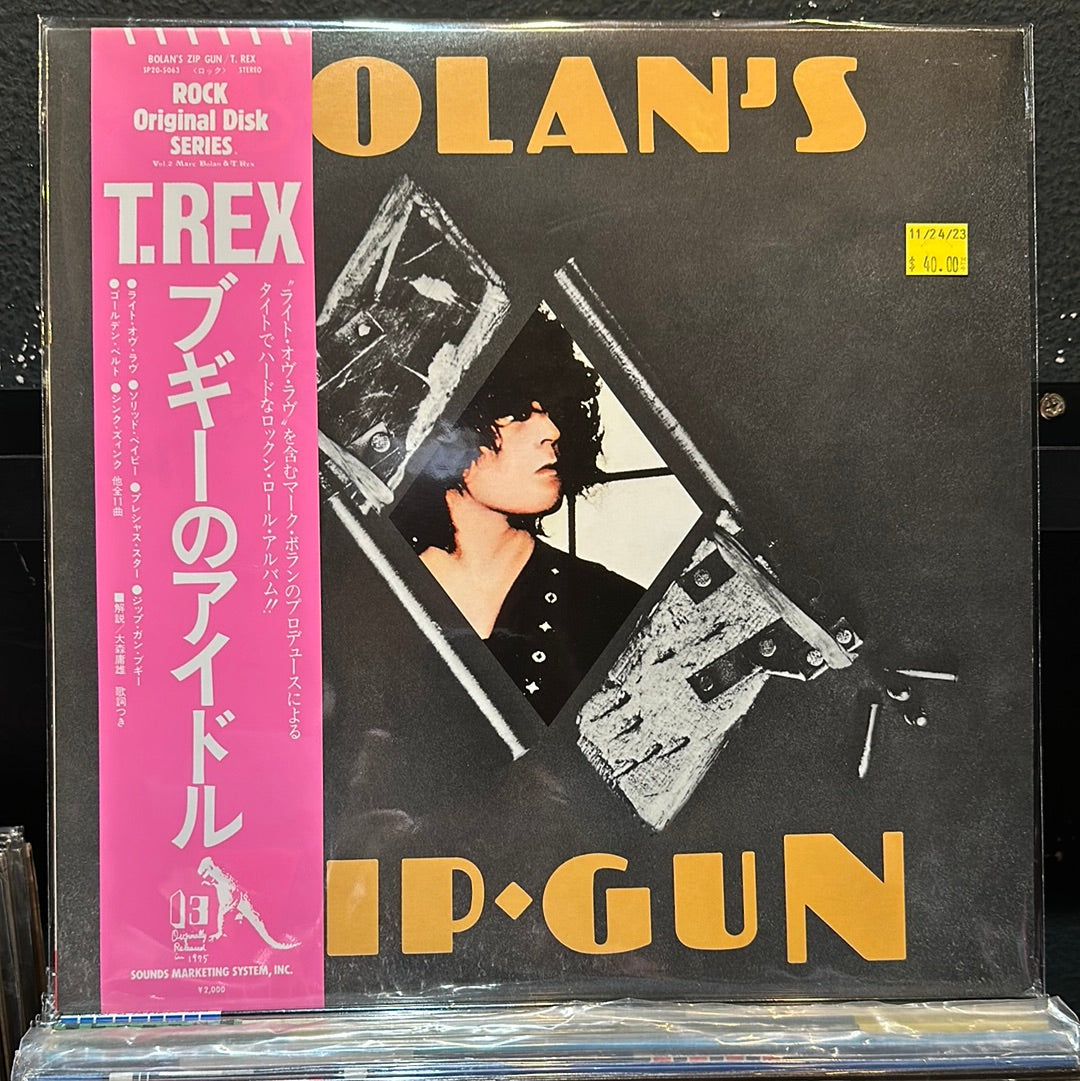 BOLAN'S ZIP GUN / T. REX
SP20-5063 〈ロック〉 STEREO
ROCK
Original Disk
SERIES
Vol.2 Marc Bolan & T. Rex
T.REX
"ライト・オヴ・ラヴ"を含むマーク・ボランのプロデュースによる
タイトでハードなロックン・ロール・アルバム!!
ブギーのアイドル
●ライト・オヴ・ラヴ ●ソリッド・ベイビー ●プレシャス・スター ●ジップ・ガン・ブギー
●ゴールデン・ベルト ●シンク・ズィンク 他全11曲
■解説/大森庸雄 歌詞つき
13
Originally
Released
in 1975
SOUNDS MARKETING SYSTEM, INC.
¥2,000
OLAN'S
11/24/23
$ 40.00
IP◆GUN